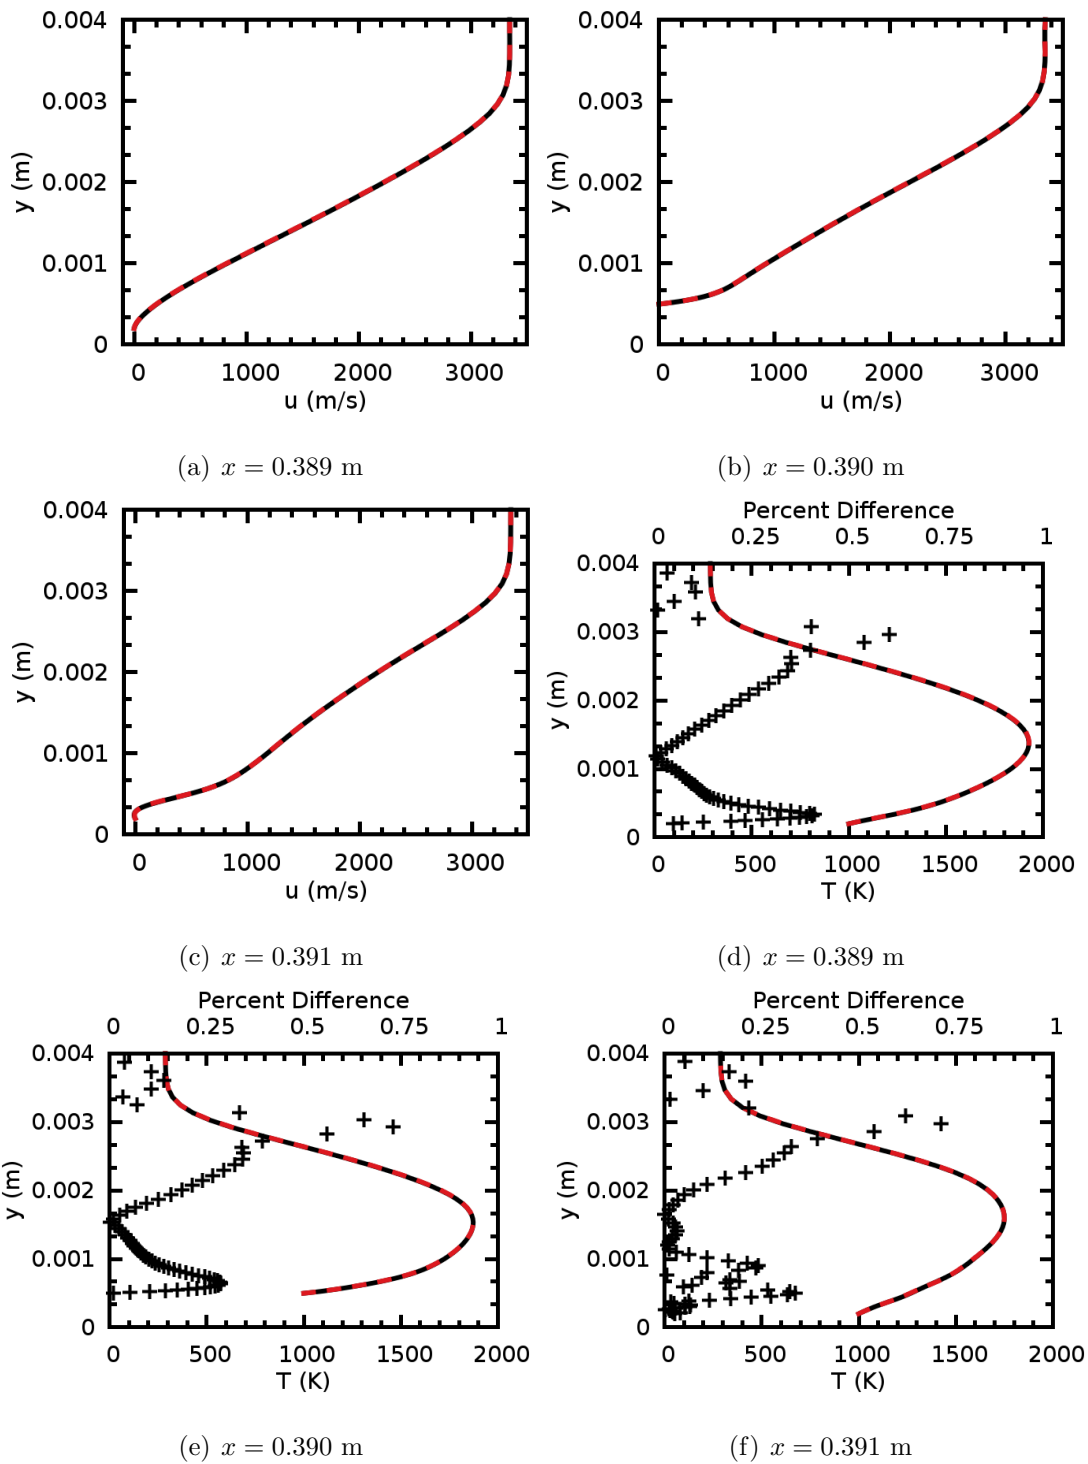 0.004
0.003
0.002
0.001
0
y (m)
0 1000 2000 3000
u (m/s)
(a) x = 0.389 m
0.004
0.003
0.002
0.001
0
y (m)
0 1000 2000 3000
u (m/s)
(b) x = 0.390 m
0.004
0.003
0.002
0.001
0
y (m)
0 1000 2000 3000
u (m/s)
(c) x = 0.391 m
Percent Difference
0 0.25 0.5 0.75 1
0.004
0.003
0.002
0.001
0
y (m)
0 500 1000 1500 2000
T (K)
(d) x = 0.389 m
Percent Difference
0 0.25 0.5 0.75 1
0.004
0.003
0.002
0.001
0
y (m)
0 500 1000 1500 2000
T (K)
(e) x = 0.390 m
Percent Difference
0 0.25 0.5 0.75 1
0.004
0.003
0.002
0.001
0
y (m)
0 500 1000 1500 2000
T (K)
(f) x = 0.391 m